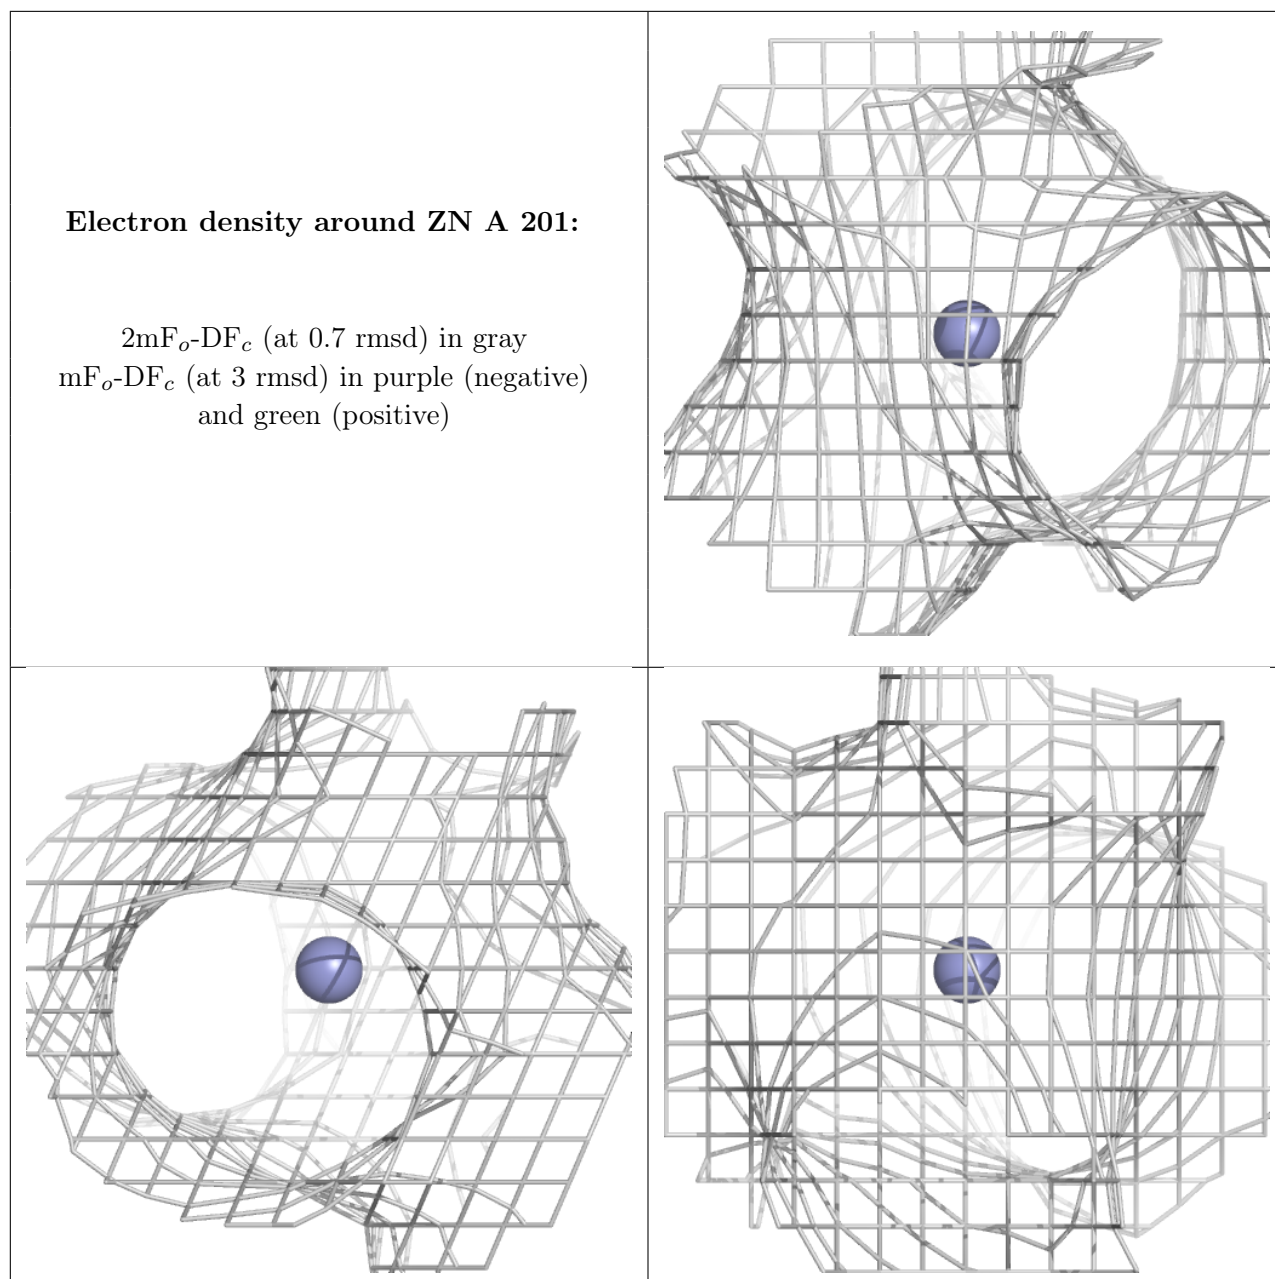 Electron density around ZN A 201:
2mFo-DFc (at 0.7 rmsd) in gray
mFo-DFc (at 3 rmsd) in purple (negative)
and green (positive)